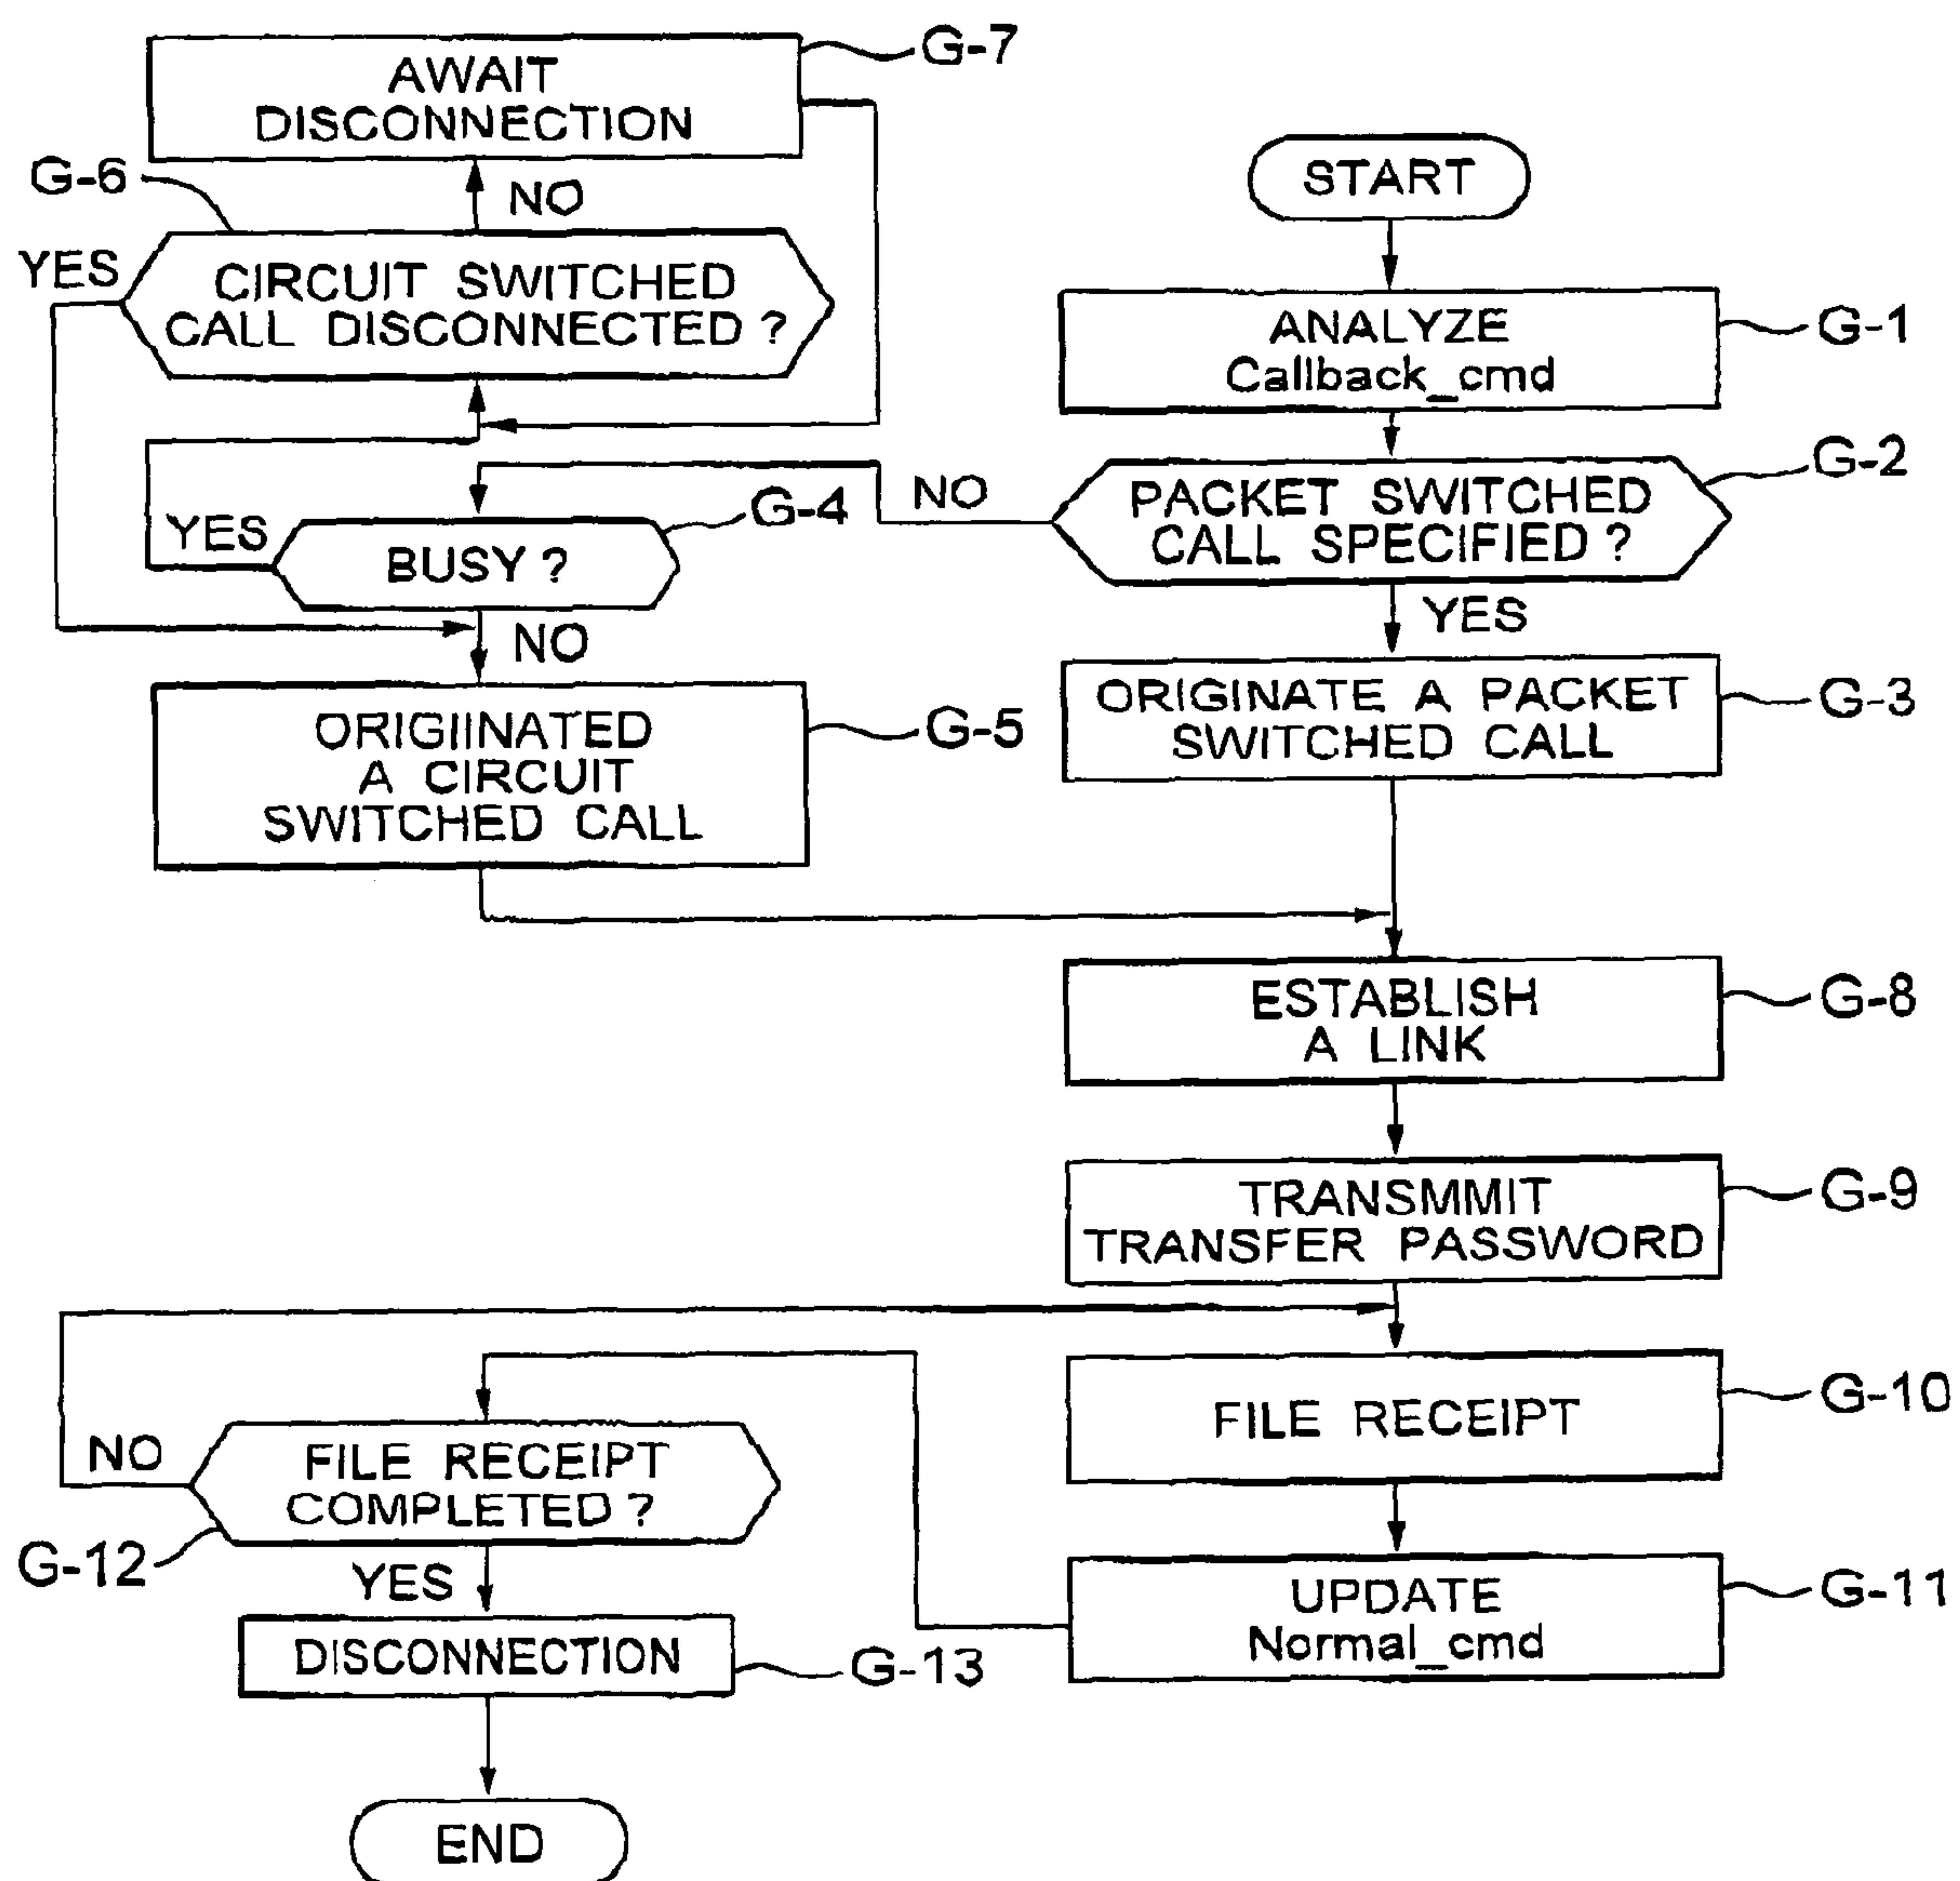 START
ANALYZE
Callback_cmd
G-1
PACKET SWITCHED
CALL SPECIFIED ?
G-2
NO
YES
ORIGINATE A PACKET
SWITCHED CALL
G-3
BUSY ?
G-4
YES
NO
ORIGIINATED
A CIRCUIT
SWITCHED CALL
G-5
CIRCUIT SWITCHED
CALL DISCONNECTED ?
G-6
YES
NO
AWAIT
DISCONNECTION
G-7
ESTABLISH
A LINK
G-8
TRANSMMIT
TRANSFER PASSWORD
G-9
FILE RECEIPT
G-10
UPDATE
Normal_cmd
G-11
FILE RECEIPT
COMPLETED ?
G-12
NO
YES
DISCONNECTION
G-13
END